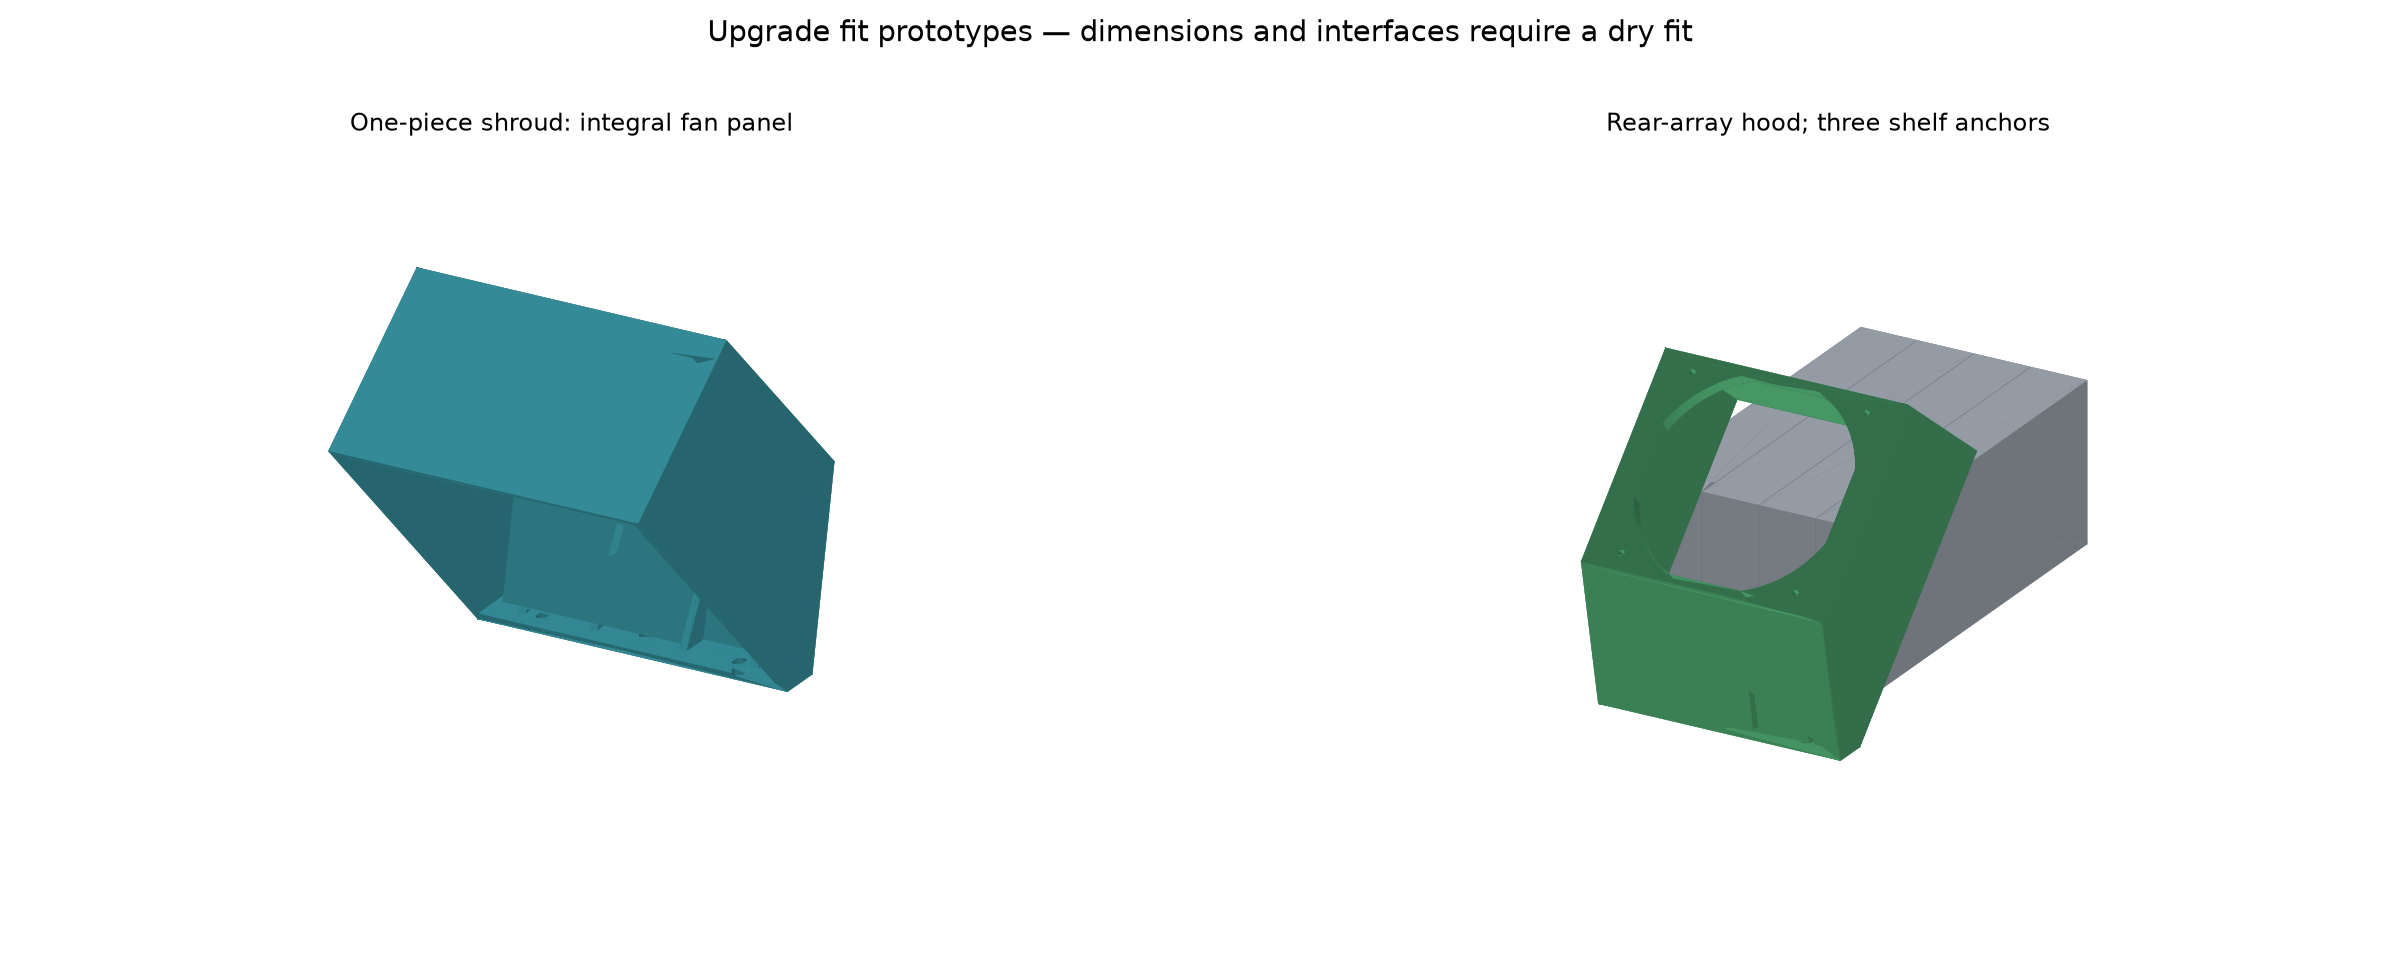 Upgrade fit prototypes — dimensions and interfaces require a dry fit
One-piece shroud: integral fan panel
Rear-array hood; three shelf anchors